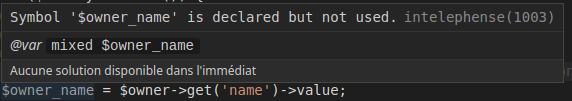 Symbol '$owner_name' is declared but not used. intelephense(1003)
@var mixed $owner_name
Aucune solution disponible dans l'immédiat
$owner_name = $owner->get('name')->value;